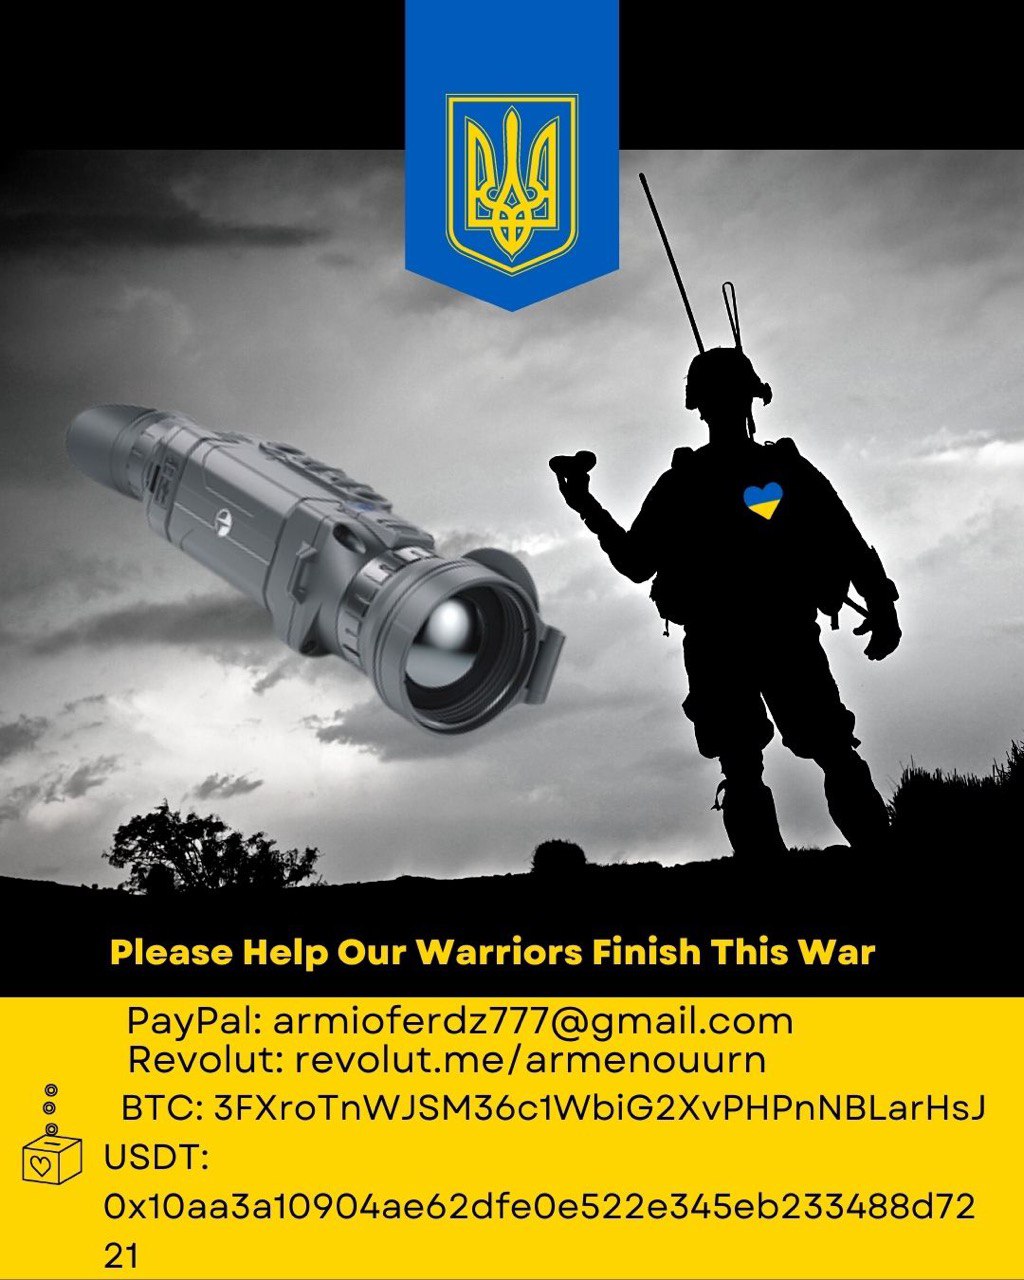 Please Help Our Warriors Finish This War
PayPal: armioferdz777@gmail.com
Revolut: revolut.me/armenouurn
BTC: 3FXroTnWJSM36c1WbiG2XvPHPnNBLarHsJ
USDT:
0x10aa3a10904ae62dfe0e522e345eb233488d72
21